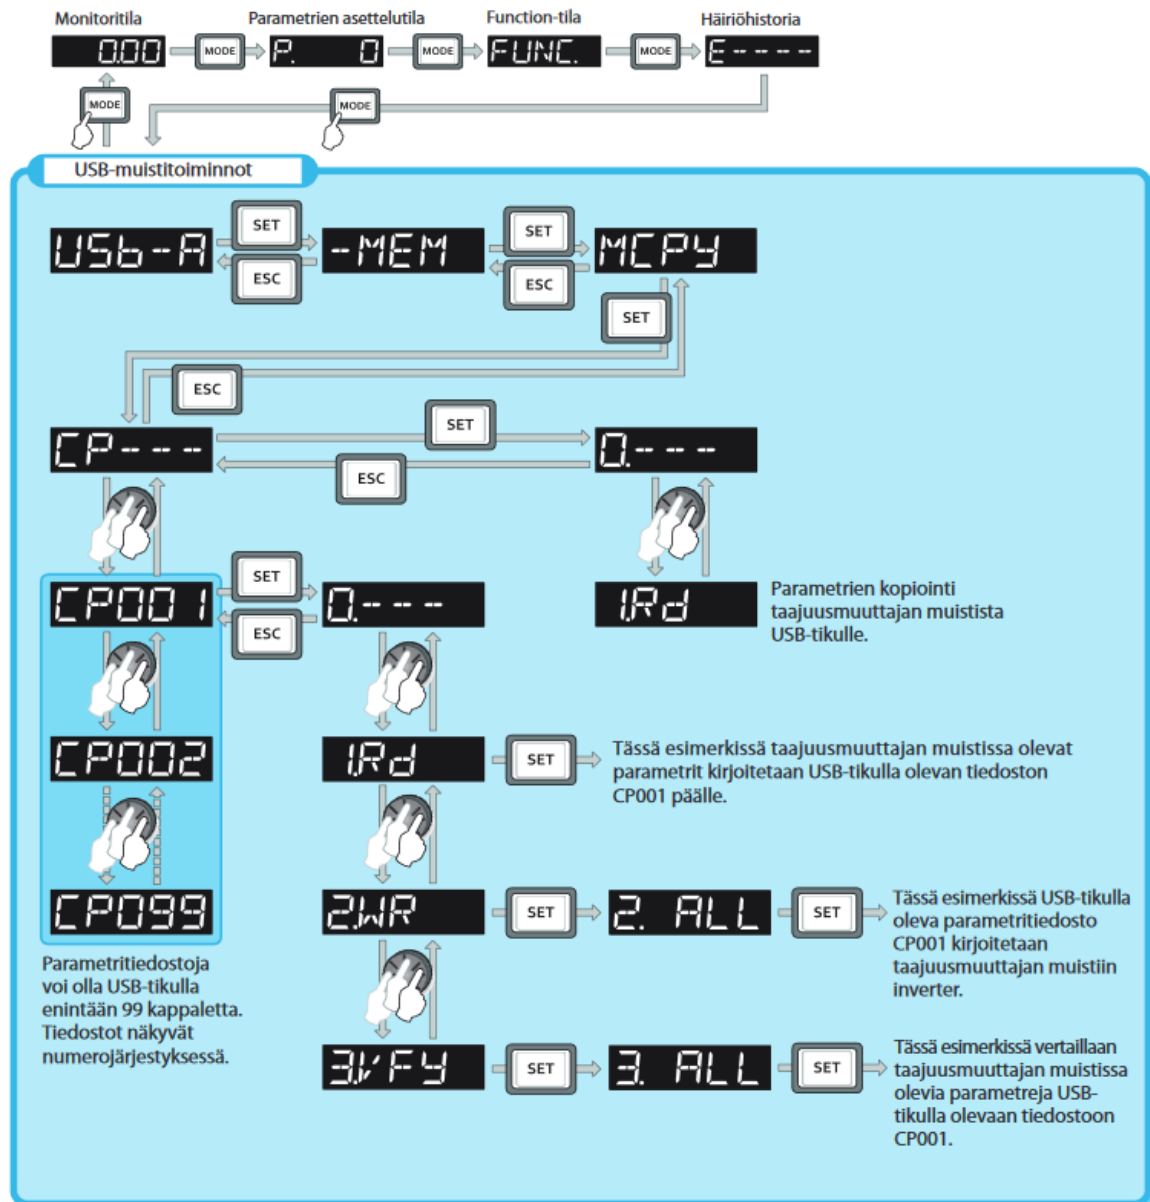 Monitoritila
Parametrien asettelutila
Function-tila
Häiriöhistoria
0.00
MODE
P. 0
MODE
FUNC.
MODE
E----
MODE
MODE
USB-muistitoiminnot
USb-A
SET
ESC
-MEM
SET
ESC
MCPY
SET
ESC
CP---
SET
ESC
0.---
CP001
SET
ESC
0.---
1.Rd
Parametrien kopiointi
taajuusmuuttajan muistista
USB-tikulle.
CP002
1.Rd
SET
Tässä esimerkissä taajuusmuuttajan muistissa olevat
parametrit kirjoitetaan USB-tikulla olevan tiedoston
CP001 päälle.
CP099
2.WR
SET
2. ALL
SET
Tässä esimerkissä USB-tikulla
oleva parametritiedosto
CP001 kirjoitetaan
taajuusmuuttajan muistiin
inverter.
Parametritiedostoja
voi olla USB-tikulla
enintään 99 kappaletta.
Tiedostot näkyvät
numerojärjestyksessä.
3.VFY
SET
3. ALL
SET
Tässä esimerkissä vertaillaan
taajuusmuuttajan muistissa
olevia parametreja USB-
tikulla olevaan tiedostoon
CP001.